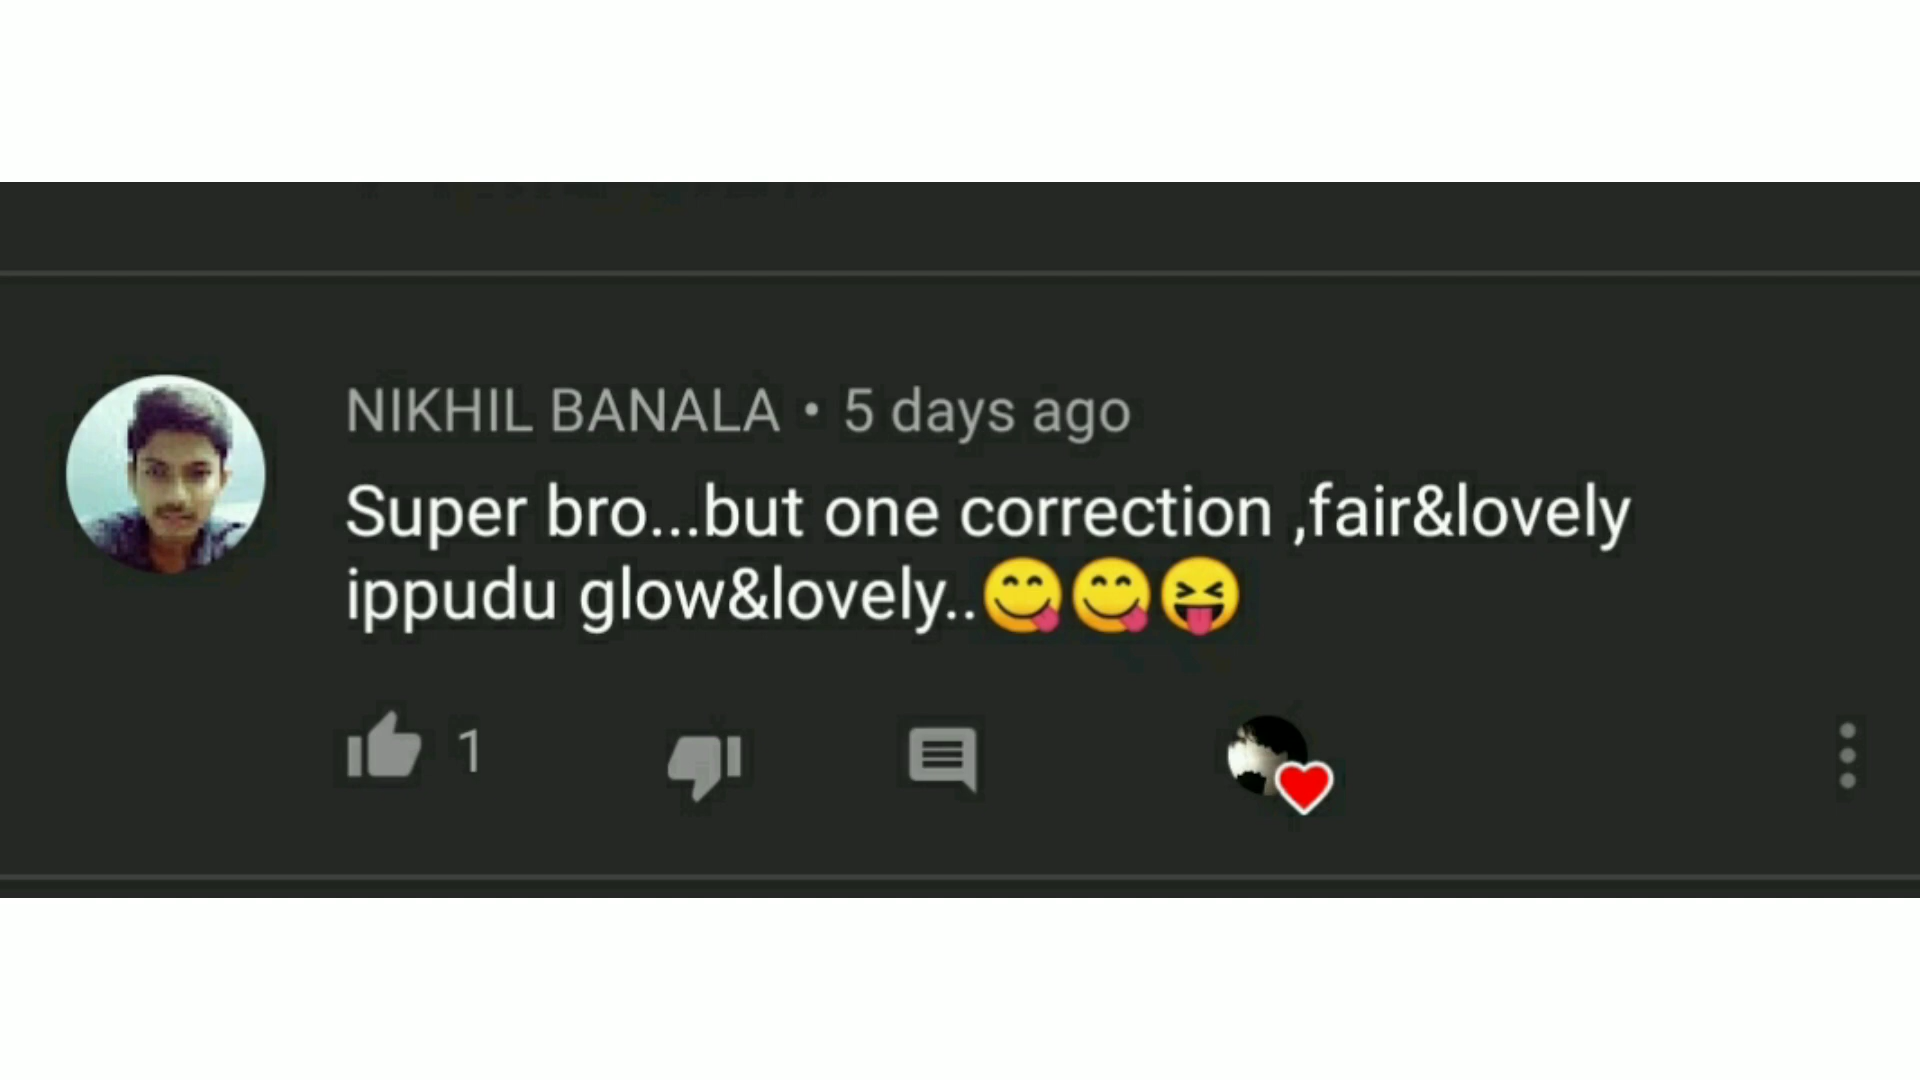 NIKHIL BANALA • 5 days ago
Super bro...but one correction ,fair&lovely
ippudu glow&lovely..😋😋😝
1